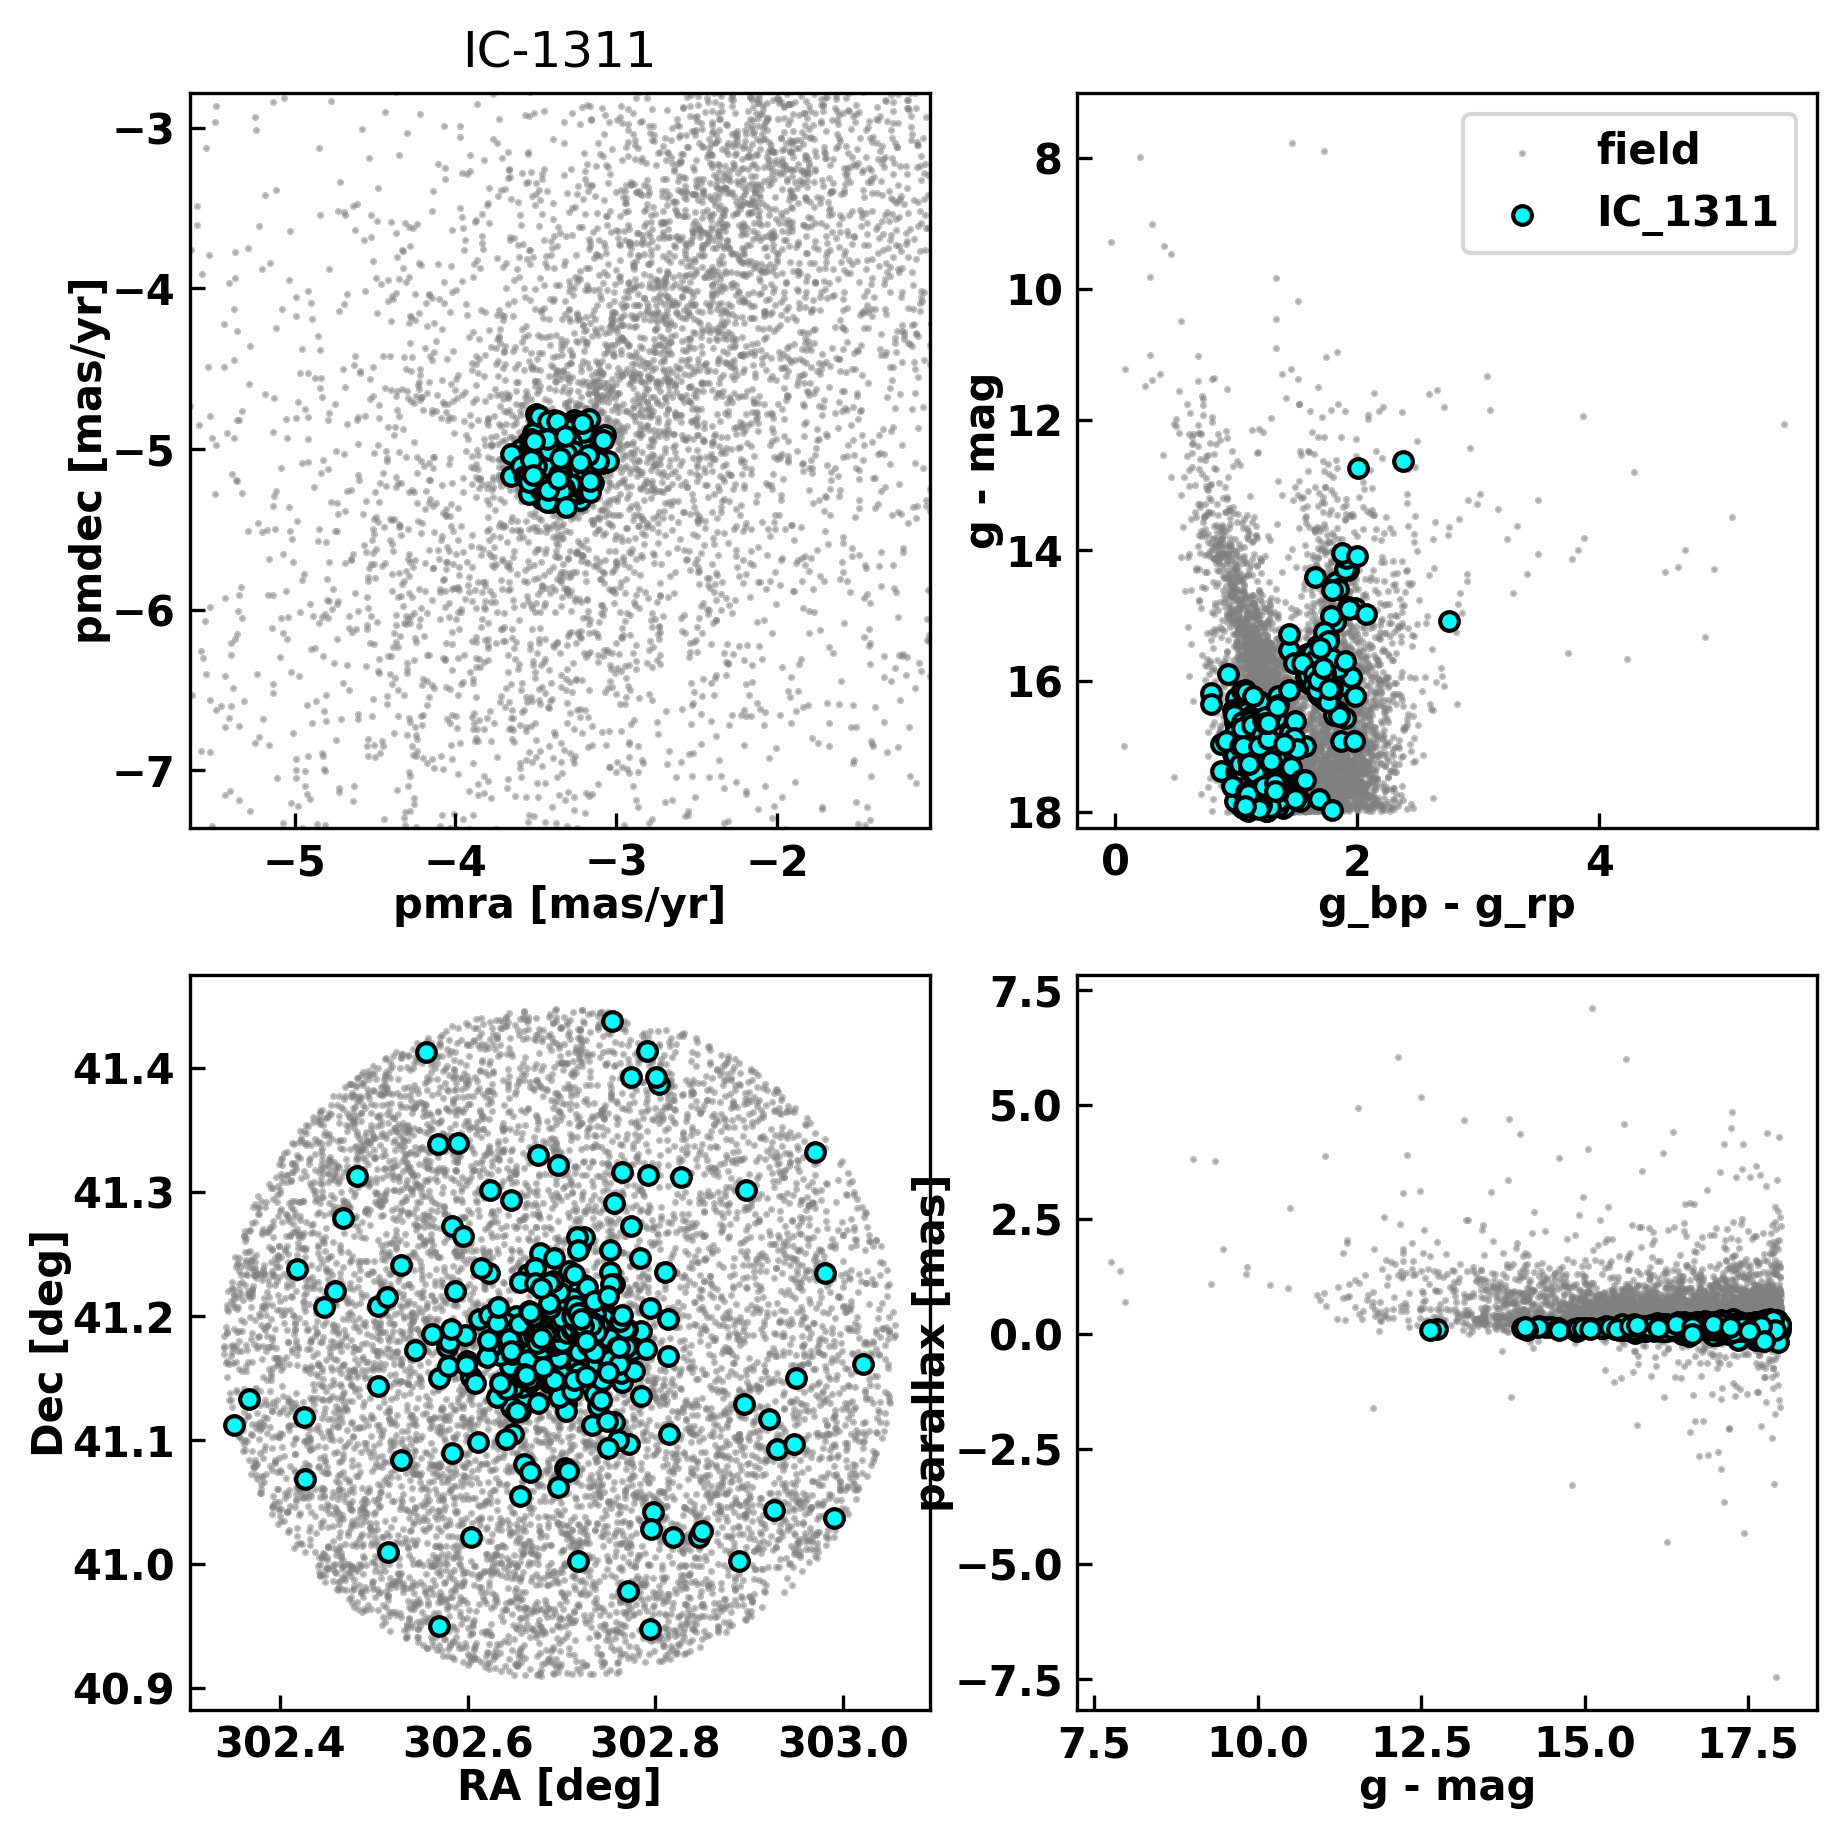 IC-1311
−3
−4
−5
−6
−7
pmdec [mas/yr]
−5 −4 −3 −2
pmra [mas/yr]
8
10
12
14
16
18
g - mag
field
IC_1311
0 2 4
g_bp - g_rp
41.4
41.3
41.2
41.1
41.0
40.9
Dec [deg]
302.4 302.6 302.8 303.0
RA [deg]
7.5
5.0
2.5
0.0
−2.5
−5.0
−7.5
parallax [mas]
7.5 10.0 12.5 15.0 17.5
g - mag